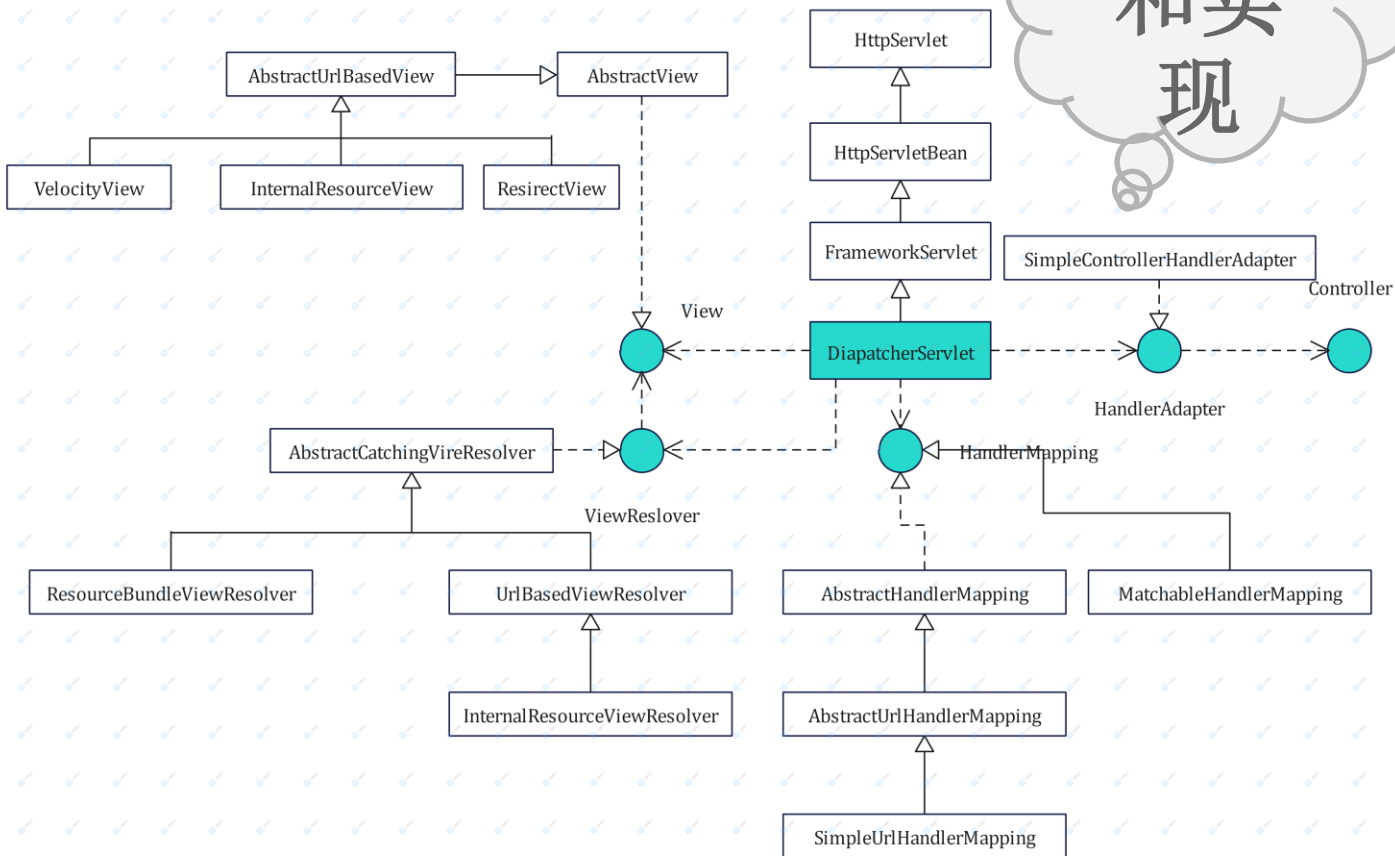 和实
现
HttpServlet
AbstractUrlBasedView
AbstractView
HttpServletBean
VelocityView
InternalResourceView
ResirectView
FrameworkServlet
SimpleControllerHandlerAdapter
Controller
View
DiapatcherServlet
HandlerAdapter
AbstractCatchingVireResolver
HandlerMapping
ViewReslover
ResourceBundleViewResolver
UrlBasedViewResolver
AbstractHandlerMapping
MatchableHandlerMapping
InternalResourceViewResolver
AbstractUrlHandlerMapping
SimpleUrlHandlerMapping